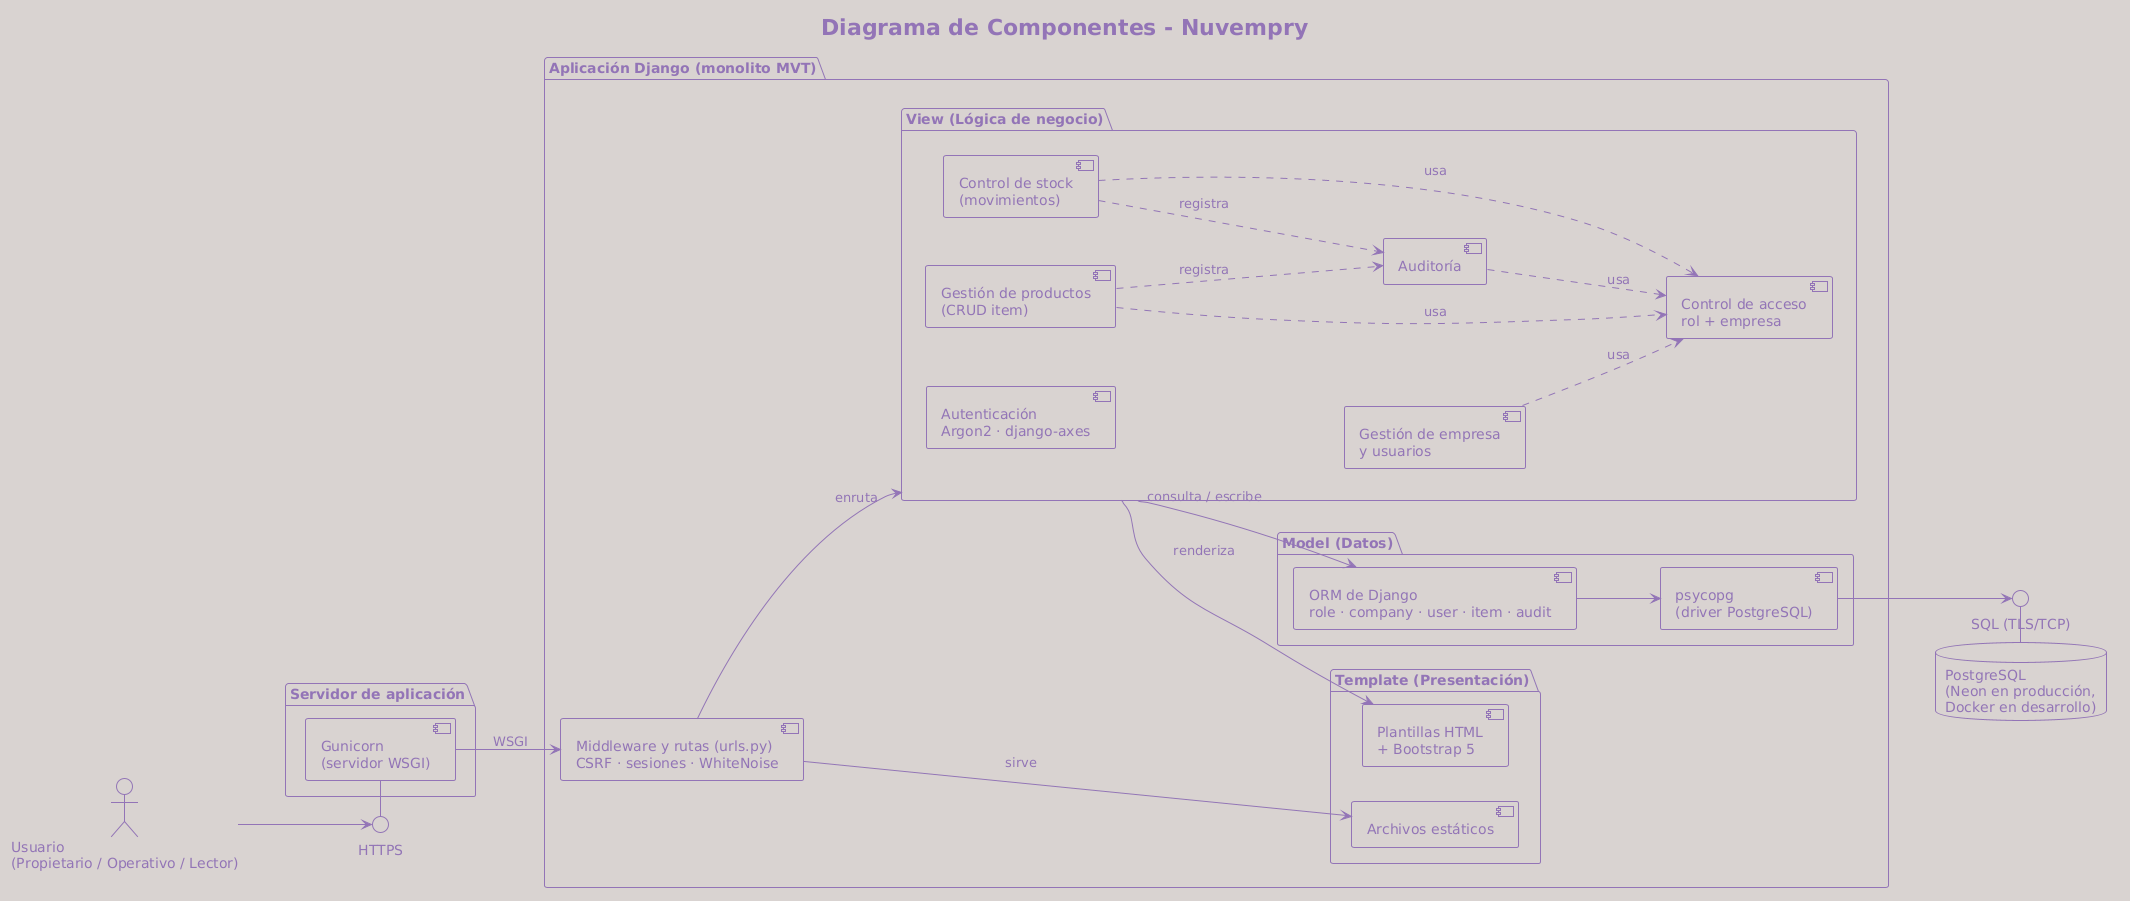 Diagrama de Componentes - Nuvempry
Aplicación Django (monolito MVT)
View (Lógica de negocio)
Control de stock
(movimientos)
usa
registra
Auditoría
Gestión de productos
(CRUD item)
registra
usa
usa
Control de acceso
rol + empresa
usa
Autenticación
Argon2 · django-axes
Gestión de empresa
y usuarios
enruta
consulta / escribe
renderiza
Model (Datos)
ORM de Django
role · company · user · item · audit
psycopg
(driver PostgreSQL)
SQL (TLS/TCP)
PostgreSQL
(Neon en producción,
Docker en desarrollo)
Template (Presentación)
Plantillas HTML
+ Bootstrap 5
Archivos estáticos
Servidor de aplicación
Gunicorn
(servidor WSGI)
WSGI
Middleware y rutas (urls.py)
CSRF · sesiones · WhiteNoise
sirve
Usuario
(Propietario / Operativo / Lector)
HTTPS